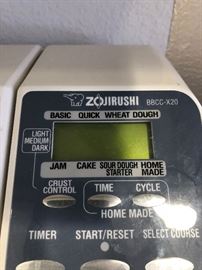 ZOJIRUSHI
BBCC-X20
BASIC QUICK WHEAT DOUGH
LIGHT
MEDIUM
DARK
JAM CAKE SOUR DOUGH STARTER HOME MADE
CRUST CONTROL TIME CYCLE
HOME MADE
TIMER START/RESET SELECT COURSE